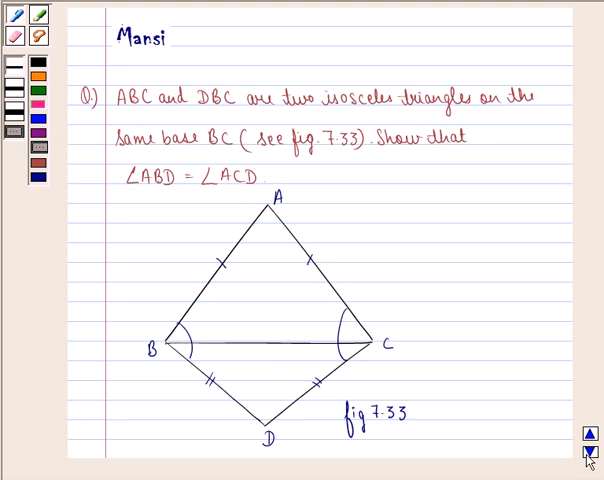 Mansi
Q.) ABC and DBC are two isosceles triangles on the
same base BC ( see fig. 7.33). Show that
∠ABD = ∠ACD.
A
B
C
D
fig 7.33